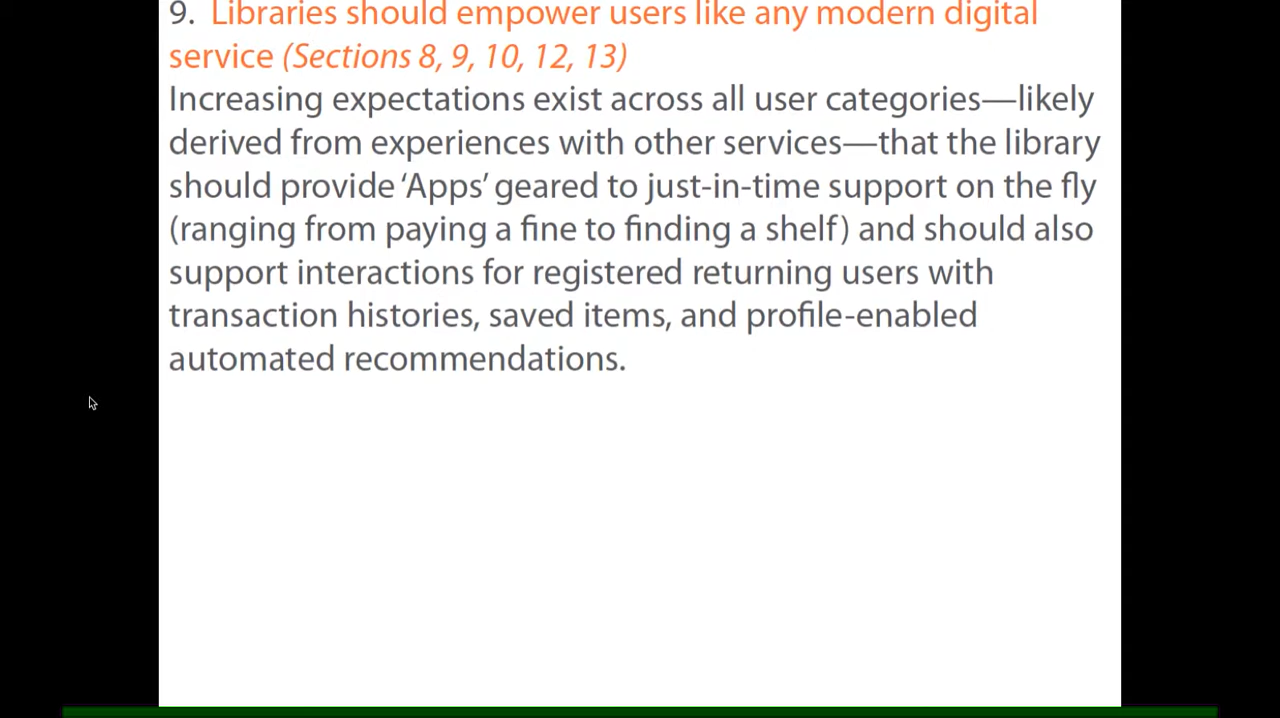 9. Libraries should empower users like any modern digital
service (Sections 8, 9, 10, 12, 13)
Increasing expectations exist across all user categories—likely
derived from experiences with other services—that the library
should provide ‘Apps’ geared to just-in-time support on the fly
(ranging from paying a fine to finding a shelf) and should also
support interactions for registered returning users with
transaction histories, saved items, and profile-enabled
automated recommendations.